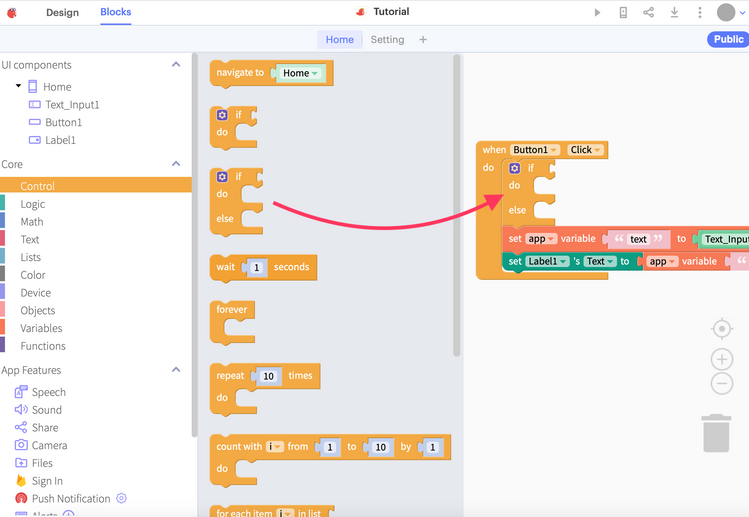 Design Blocks Tutorial
Home Setting + Public
UI components
Home
Text_Input1
Button1
Label1
Core
Control
Logic
Math
Text
Lists
Color
Device
Objects
Variables
Functions
App Features
Speech
Sound
Share
Camera
Files
Sign In
Push Notification
Alerts
navigate to Home
if
do
if
do
else
wait 1 seconds
forever
repeat 10 times
do
count with i from 1 to 10 by 1
do
for each item i in list
when Button1 Click
do if
do
else
set app variable “ text ” to Text_Input
set Label1 's Text to app variable “